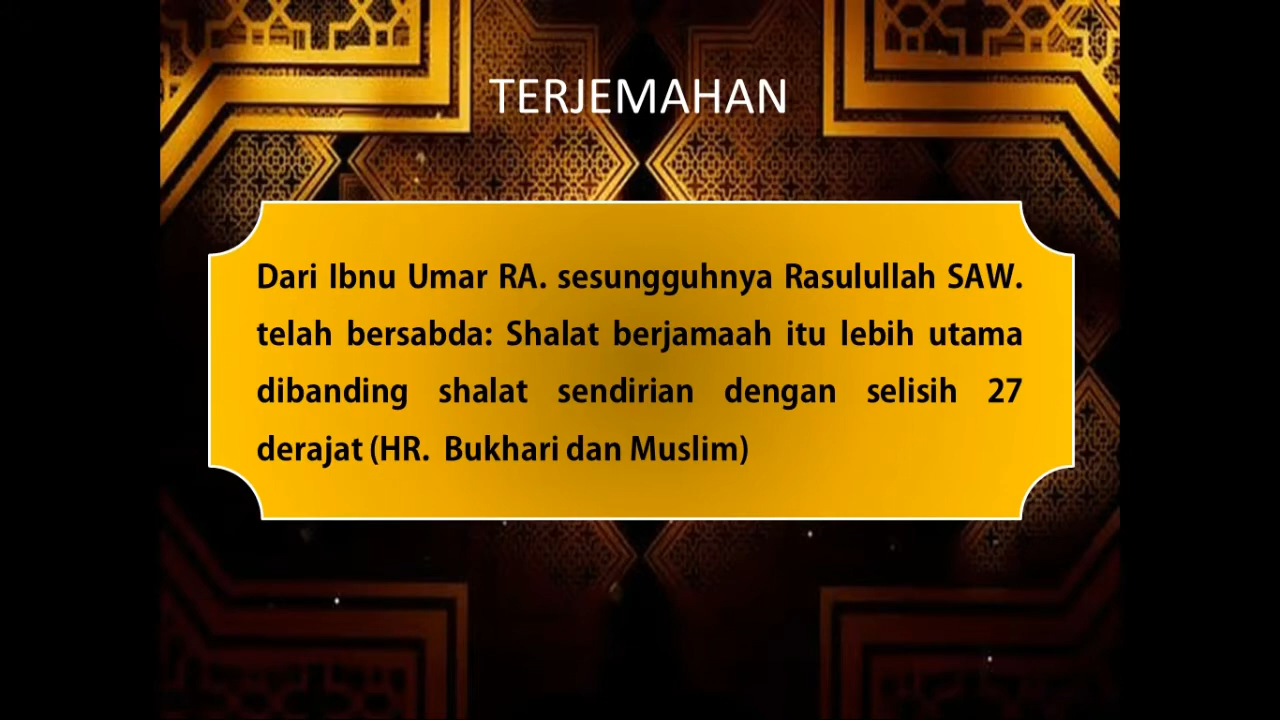 TERJEMAHAN
Dari Ibnu Umar RA. sesungguhnya Rasulullah SAW.
telah bersabda: Shalat berjamaah itu lebih utama
dibanding shalat sendirian dengan selisih 27
derajat (HR. Bukhari dan Muslim)